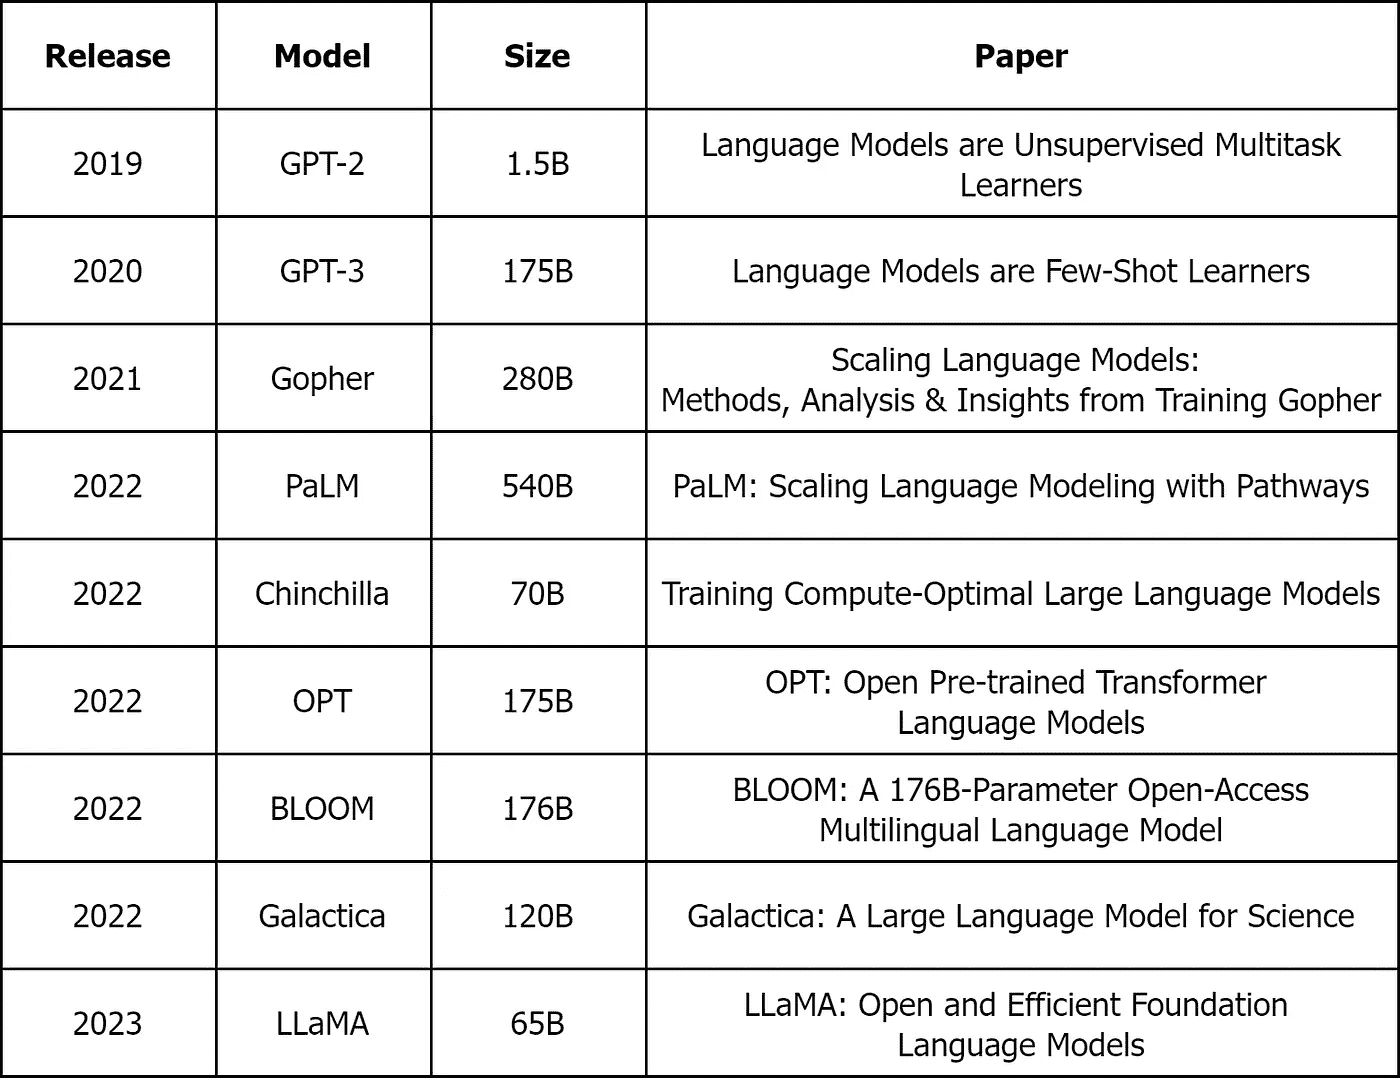 Release Model Size Paper
2019 GPT-2 1.5B Language Models are Unsupervised Multitask
Learners
2020 GPT-3 175B Language Models are Few-Shot Learners
2021 Gopher 280B Scaling Language Models:
Methods, Analysis & Insights from Training Gopher
2022 PaLM 540B PaLM: Scaling Language Modeling with Pathways
2022 Chinchilla 70B Training Compute-Optimal Large Language Models
2022 OPT 175B OPT: Open Pre-trained Transformer
Language Models
2022 BLOOM 176B BLOOM: A 176B-Parameter Open-Access
Multilingual Language Model
2022 Galactica 120B Galactica: A Large Language Model for Science
2023 LLaMA 65B LLaMA: Open and Efficient Foundation
Language Models